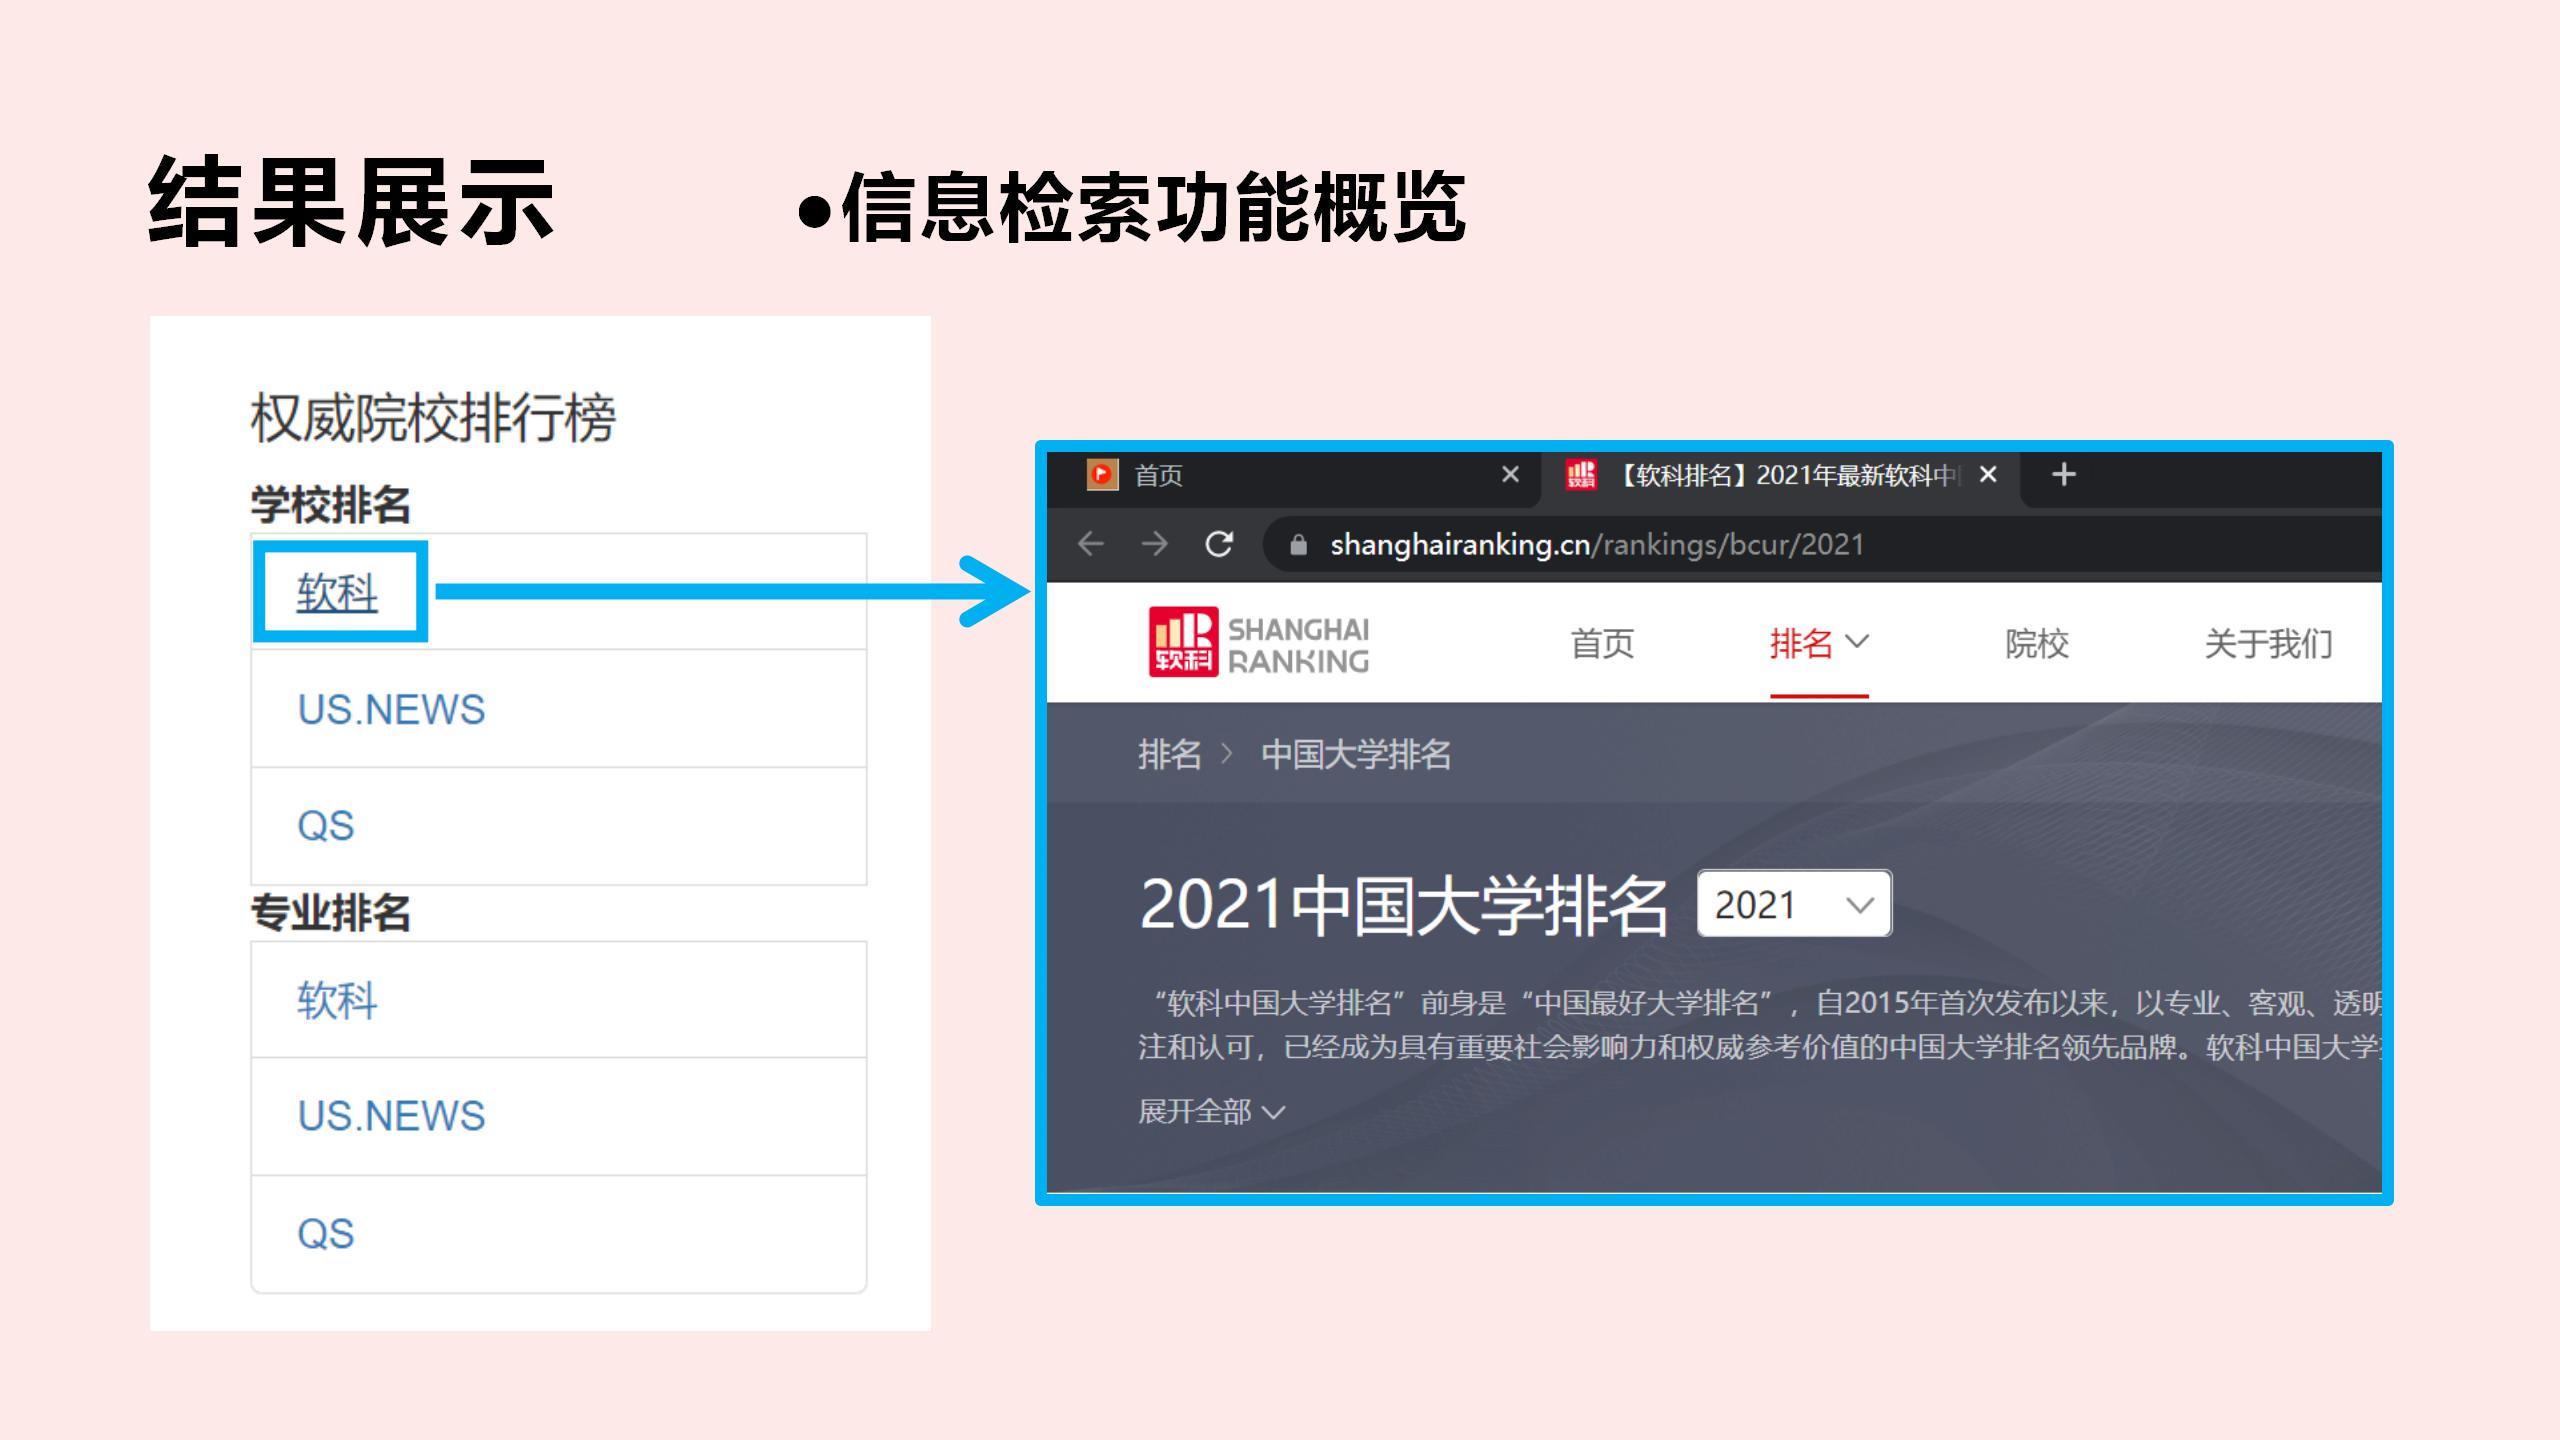 结果展示
•信息检索功能概览
权威院校排行榜
学校排名
软科
US.NEWS
QS
专业排名
软科
US.NEWS
QS
首页
【软科排名】2021年最新软科中
shanghairanking.cn/rankings/bcur/2021
软科
SHANGHAI
RANKING
首页
排名
院校
关于我们
排名 > 中国大学排名
2021中国大学排名
2021
“软科中国大学排名”前身是“中国最好大学排名”，自2015年首次发布以来，以专业、客观、透明
注和认可，已经成为具有重要社会影响力和权威参考价值的中国大学排名领先品牌。软科中国大学
展开全部